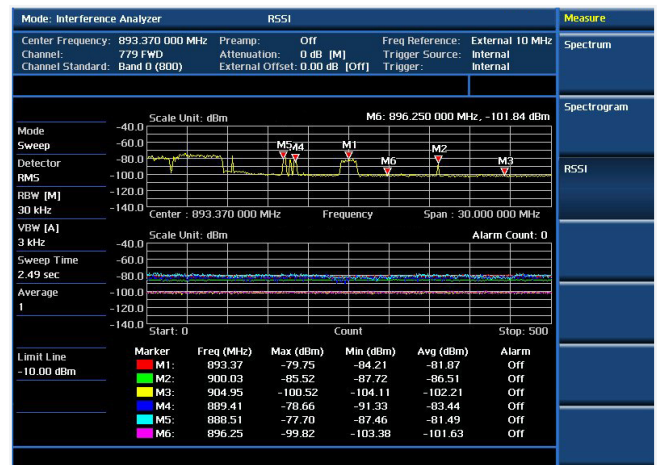 Mode: Interference Analyzer RSSI Measure
Center Frequency: 893.370 000 MHz Preamp: Off Freq Reference: External 10 MHz
Channel: 779 FWD Attenuation: 0 dB [M] Trigger Source: Internal
Channel Standard: Band 0 (800) External Offset: 0.00 dB [Off] Trigger: Internal
Spectrum
Spectrogram
RSSI
Mode
Sweep
Detector
RMS
RBW [M]
30 kHz
VBW [A]
3 kHz
Sweep Time
2.49 sec
Average
1
Limit Line
-10.00 dBm
Scale Unit: dBm M6: 896.250 000 MHz, -101.84 dBm
-40.0
-60.0
-80.0
-100.0
-120.0
-140.0
M5 M4 M1 M6 M2 M3
Center : 893.370 000 MHz Frequency Span : 30.000 000 MHz
Scale Unit: dBm Alarm Count: 0
-40.0
-60.0
-80.0
-100.0
-120.0
-140.0
Start: 0 Count Stop: 500
Marker Freq (MHz) Max (dBm) Min (dBm) Avg (dBm) Alarm
M1: 893.37 -79.75 -84.21 -81.87 Off
M2: 900.03 -85.52 -87.72 -86.51 Off
M3: 904.95 -100.52 -104.11 -102.21 Off
M4: 889.41 -78.66 -91.33 -83.44 Off
M5: 888.51 -77.70 -87.46 -81.49 Off
M6: 896.25 -99.82 -103.38 -101.63 Off